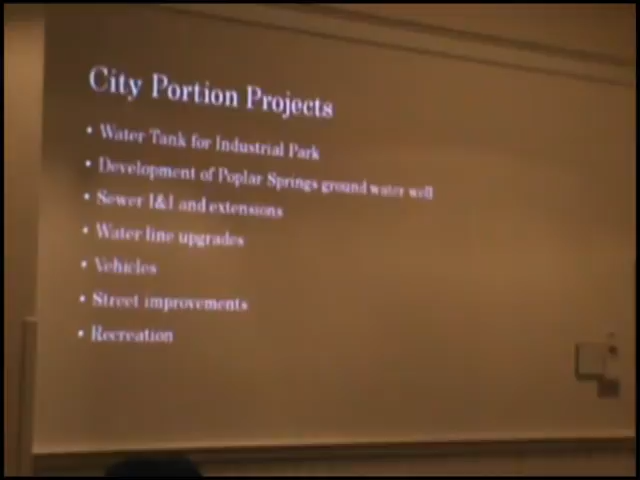 City Portion Projects
• Water Tank for Industrial Park
• Development of Poplar Springs ground water well
• Sewer I&I and extensions
• Water line upgrades
• Vehicles
• Street improvements
• Recreation